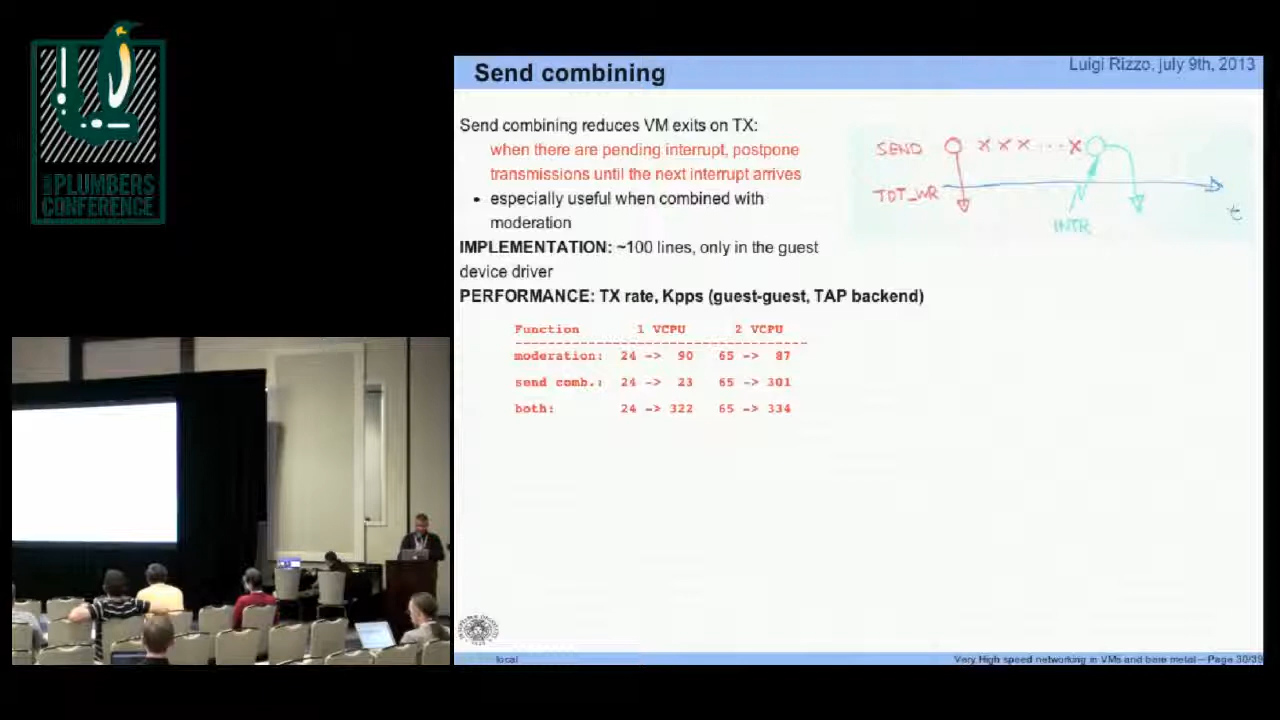 LINUX
PLUMBERS
CONFERENCE
Send combining
Luigi Rizzo, july 9th, 2013
Send combining reduces VM exits on TX:
when there are pending interrupt, postpone
transmissions until the next interrupt arrives
• especially useful when combined with
moderation
IMPLEMENTATION: ~100 lines, only in the guest
device driver
PERFORMANCE: TX rate, Kpps (guest-guest, TAP backend)
SEND x x x ... x
TDT_WR
INTR
t
Function 1 VCPU 2 VCPU
--------------------------------------------
moderation: 24 -> 90 65 -> 87
send comb.: 24 -> 23 65 -> 301
both: 24 -> 322 65 -> 334
local
Very High speed networking in VMs and bare metal – Page 30/39